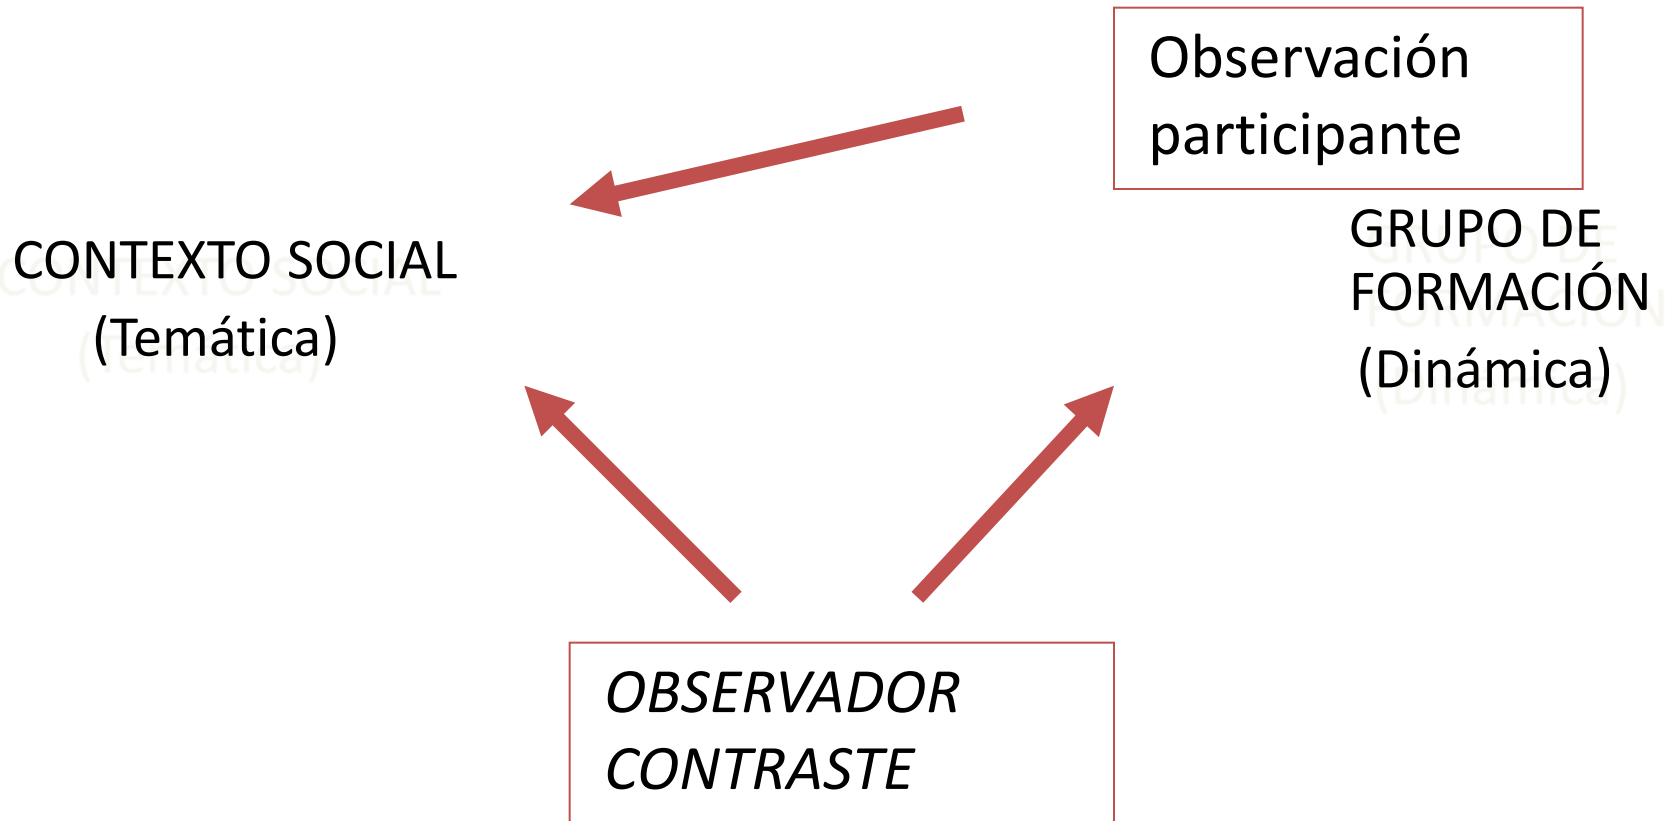 Observación
participante
CONTEXTO SOCIAL
(Temática)
GRUPO DE
FORMACIÓN
(Dinámica)
OBSERVADOR
CONTRASTE